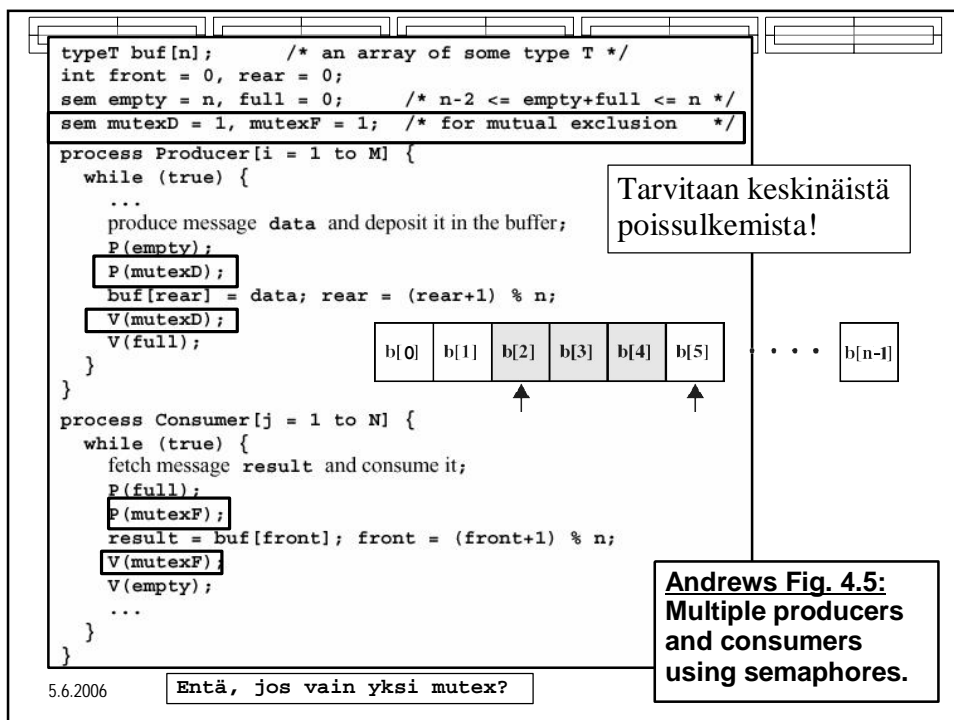 typeT buf[n];      /* an array of some type T */
int front = 0, rear = 0;
sem empty = n, full = 0;    /* n-2 <= empty+full <= n */
sem mutexD = 1, mutexF = 1;  /* for mutual exclusion   */
process Producer[i = 1 to M] {
while (true) {
...
produce message data and deposit it in the buffer;
P(empty);
P(mutexD);
buf[rear] = data; rear = (rear+1) % n;
V(mutexD);
V(full);
}
}
Tarvitaan keskinäistä
poissulkemista!
b[0] b[1] b[2] b[3] b[4] b[5] . . . . b[n-1]
process Consumer[j = 1 to N] {
while (true) {
fetch message result and consume it;
P(full);
P(mutexF);
result = buf[front]; front = (front+1) % n;
V(mutexF);
V(empty);
...
}
}
Andrews Fig. 4.5:
Multiple producers
and consumers
using semaphores.
5.6.2006
Entä, jos vain yksi mutex?